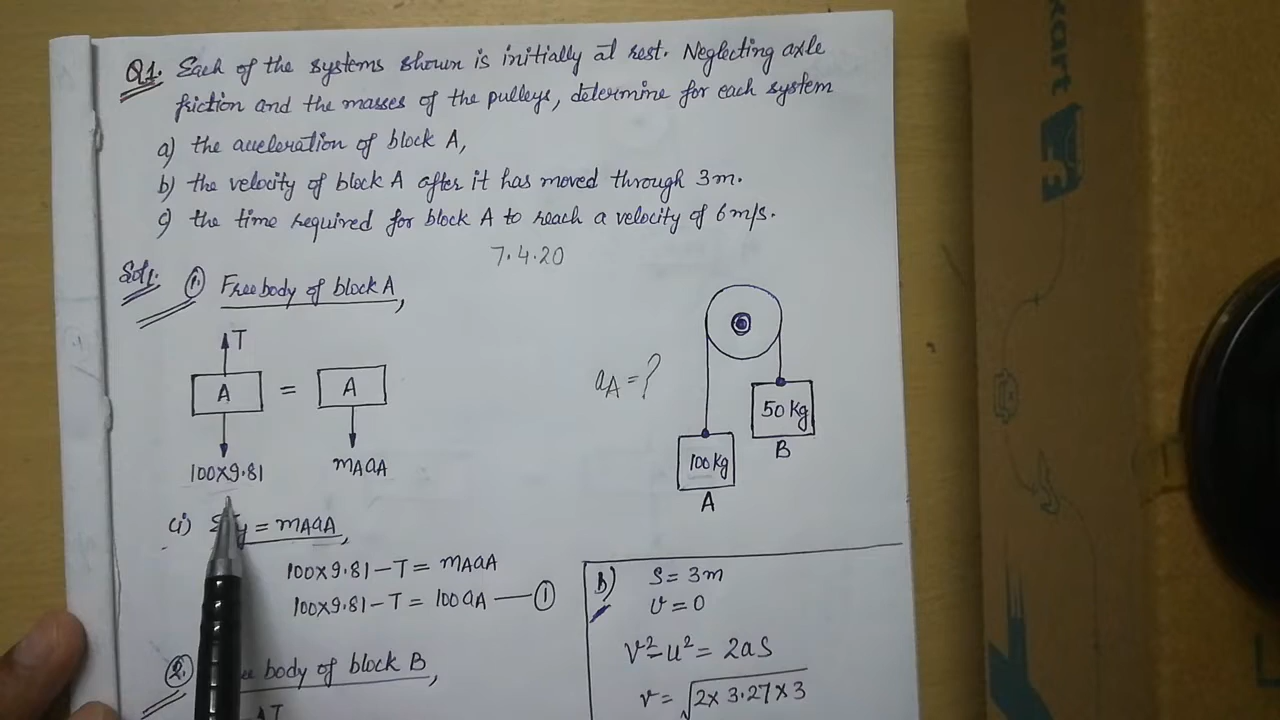 Q1. Each of the systems shown is initially at rest. Neglecting axle
friction and the masses of the pulleys, determine for each system
a) the acceleration of block A,
b) the velocity of block A after it has moved through 3m.
c) the time required for block A to reach a velocity of 6m/s.
7.4.20
Sol1. 1. Free body of block A,
T
A = A
100×9.81 mAaA
(i) = mAaA,
100×9.81-T = mAaA
100×9.81-T = 100aA — 1
2. body of block B,
T
aA = ?
50 Kg
B
100 Kg
A
B) S = 3m
v = 0
V²-u² = 2aS
v = √2×3.27×3
kart